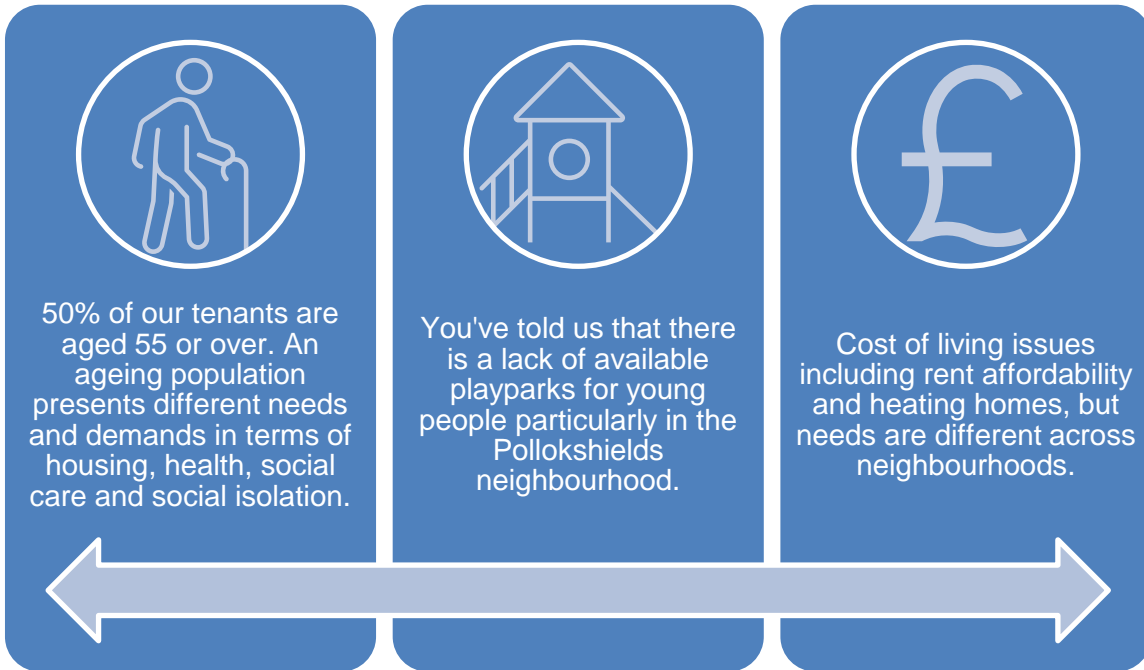 50% of our tenants are
aged 55 or over. An
ageing population
presents different needs
and demands in terms of
housing, health, social
care and social isolation.
You've told us that there
is a lack of available
playparks for young
people particularly in the
Pollokshields
neighbourhood.
£
Cost of living issues
including rent affordability
and heating homes, but
needs are different across
neighbourhoods.